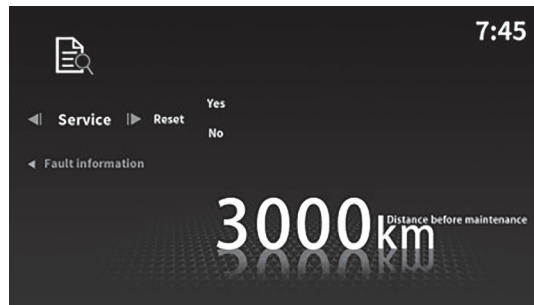 7:45
Yes
Service Reset
No
Fault information
3000km Distance before maintenance